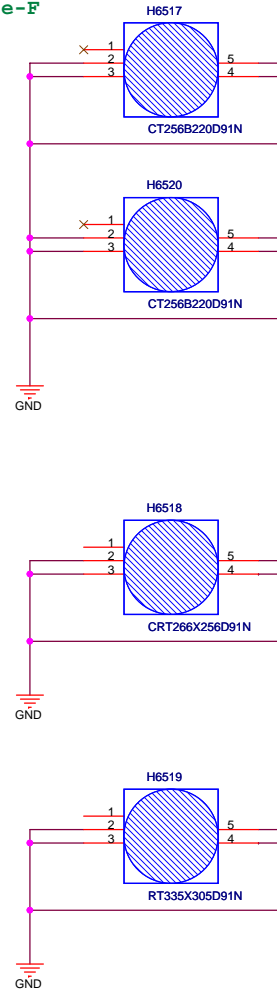 e-F
H6517
1
2
3
5
4
CT256B220D91N
H6520
1
2
3
5
4
CT256B220D91N
GND
H6518
1
2
3
5
4
CRT266X256D91N
GND
H6519
1
2
3
5
4
RT335X305D91N
GND